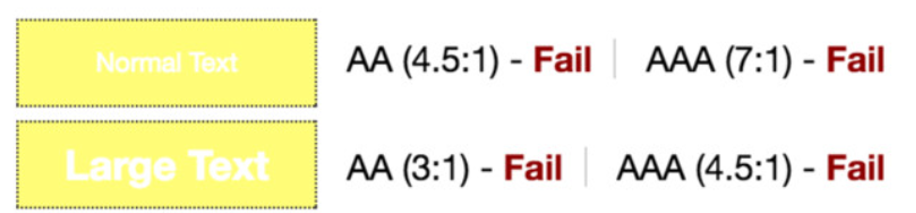 Normal Text AA (4.5:1) - Fail AAA (7:1) - Fail
Large Text AA (3:1) - Fail AAA (4.5:1) - Fail